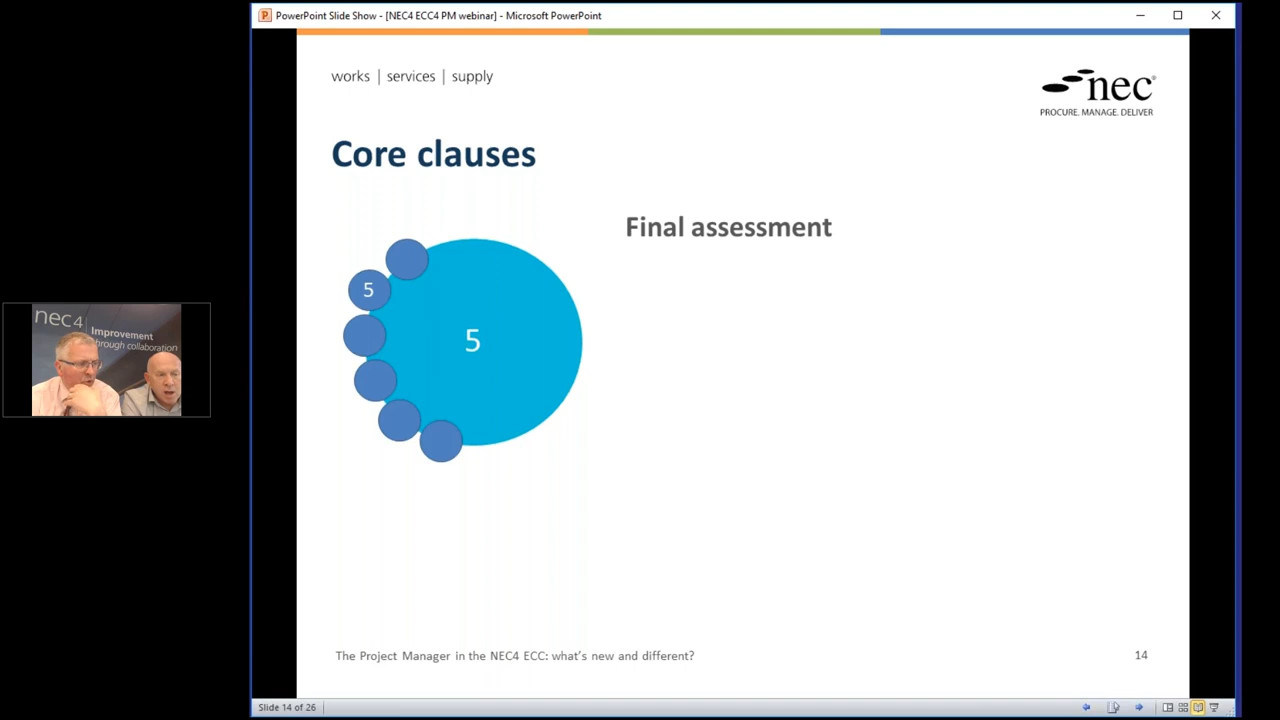 PowerPoint Slide Show - [NEC4 ECC4 PM webinar] - Microsoft PowerPoint
works | services | supply
nec®
PROCURE. MANAGE. DELIVER
Core clauses
Final assessment
5
5
nec4
Improvement
through collaboration
The Project Manager in the NEC4 ECC: what's new and different?
14
Slide 14 of 26